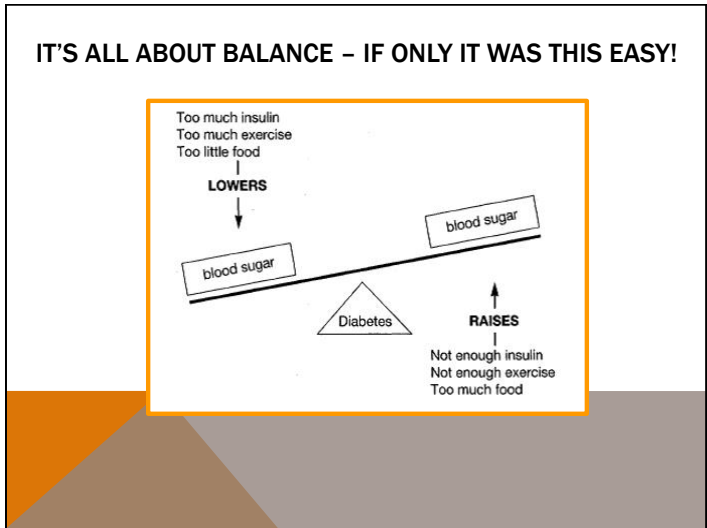 IT'S ALL ABOUT BALANCE – IF ONLY IT WAS THIS EASY!
Too much insulin
Too much exercise
Too little food
LOWERS
blood sugar
blood sugar
Diabetes
RAISES
Not enough insulin
Not enough exercise
Too much food